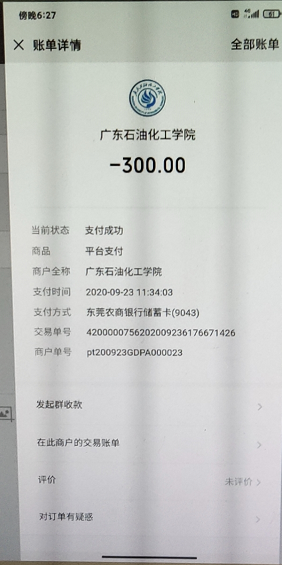 傍晚6:27
账单详情 全部账单
广东石油化工学院
-300.00
当前状态 支付成功
商品 平台支付
商户全称 广东石油化工学院
支付时间 2020-09-23 11:34:03
支付方式 东莞农商银行储蓄卡(9043)
交易单号 4200000756202009236176671426
商户单号 pt200923GDPA000023
发起群收款
在此商户的交易账单
评价 未评价
对订单有疑惑